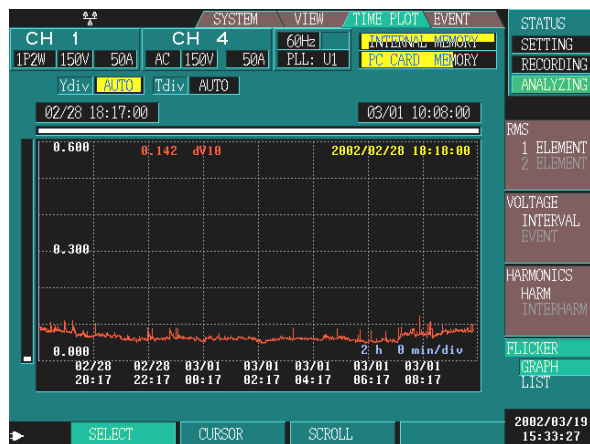 SYSTEM VIEW TIME PLOT EVENT STATUS
CH 1 CH 4 60Hz INTERNAL MEMORY SETTING
1P2W 150V 50A AC 150V 50A PLL: U1 PC CARD MEMORY RECORDING
Ydiv AUTO Tdiv AUTO ANALYZING
02/28 18:17:00 03/01 10:08:00
RMS
1 ELEMENT
2 ELEMENT
0.600 0.142 dV10 2002/02/28 18:18:00
VOLTAGE
INTERVAL
EVENT
0.300
HARMONICS
HARM
INTERHARM
0.000 2 h 0 min/div
FLICKER
GRAPH
LIST
02/28 02/28 03/01 03/01 03/01 03/01 03/01
20:17 22:17 00:17 02:17 04:17 06:17 08:17
SELECT CURSOR SCROLL
2002/03/19
15:33:27